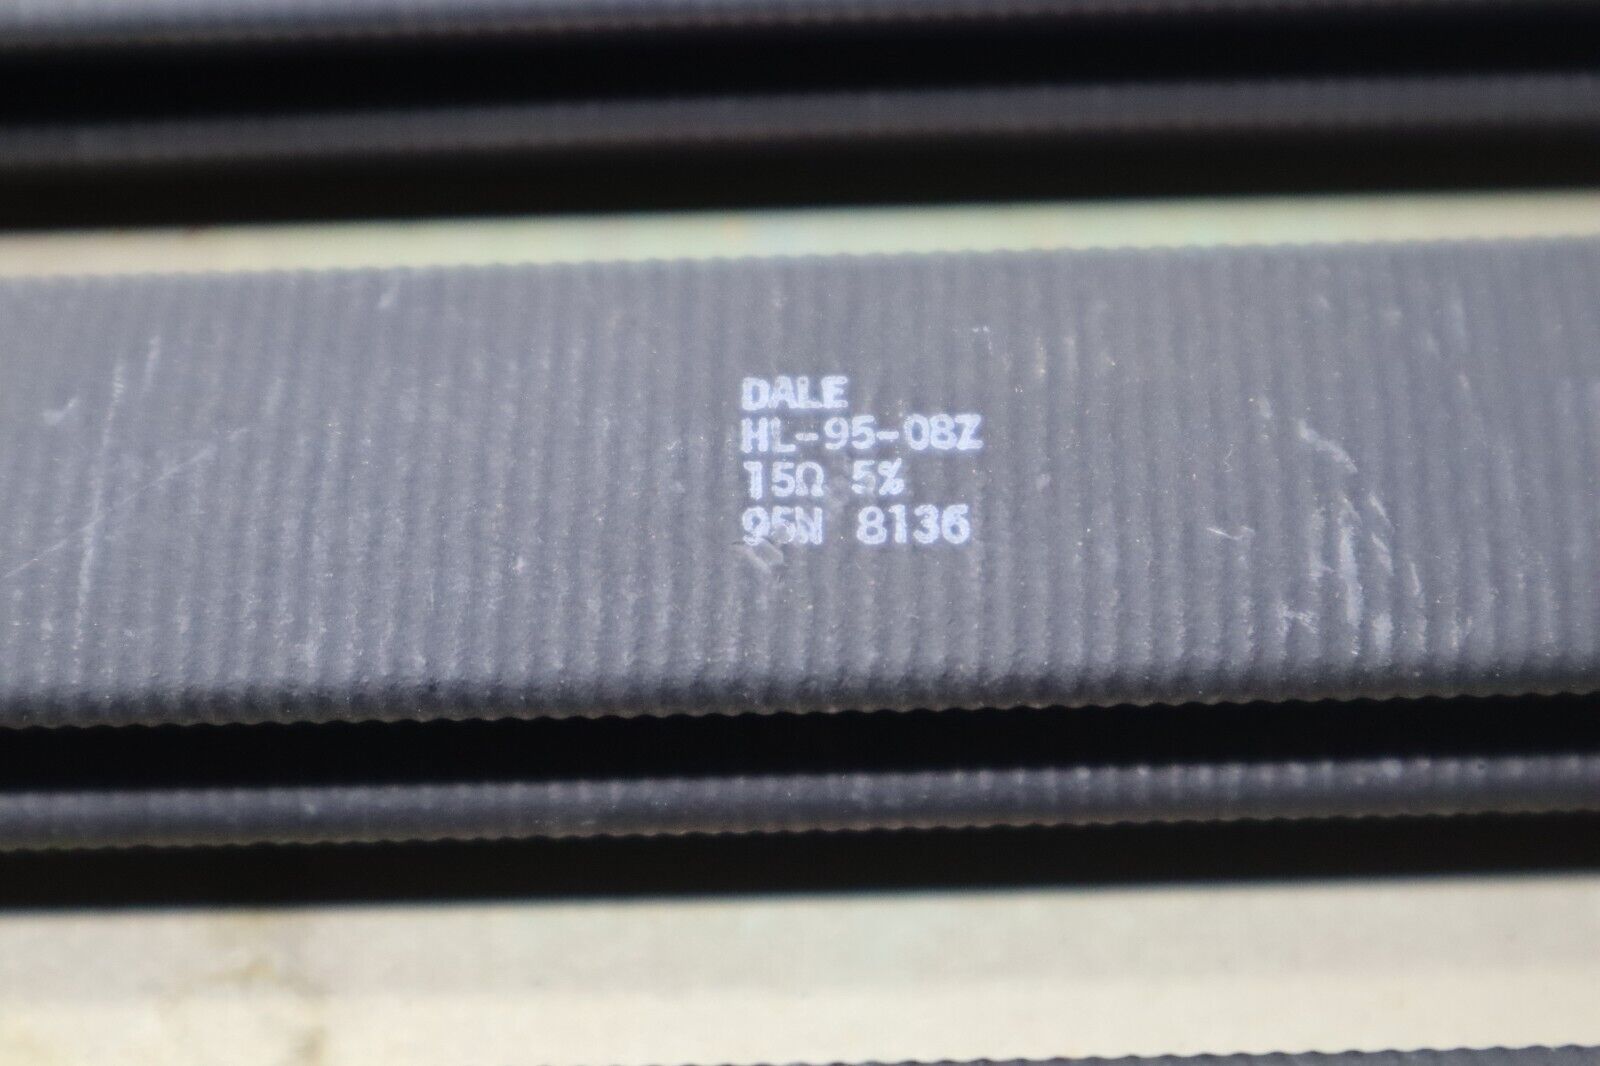 DALE
HL-95-08Z
15Ω 5%
95N 8136